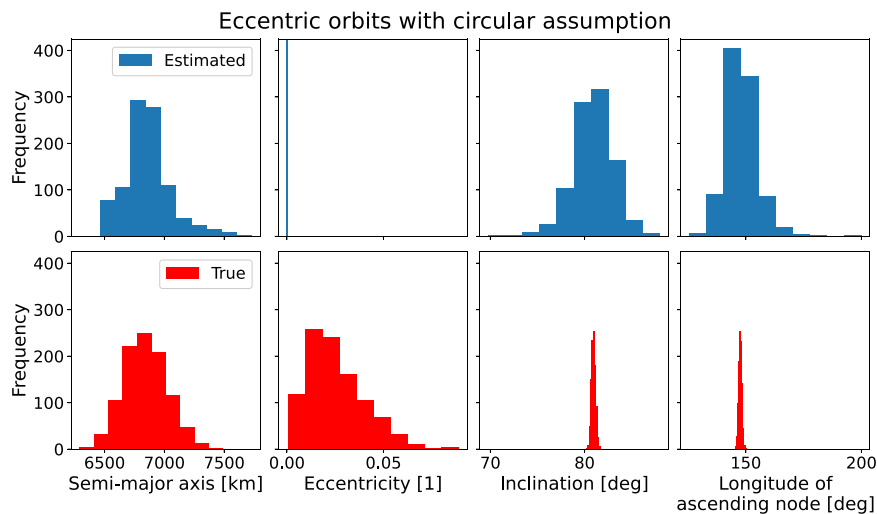 Eccentric orbits with circular assumption
400
300
200
100
0
Frequency
Estimated
400
300
200
100
0
Frequency
True
6500 7000 7500
0.00 0.05
70 80
150 200
Semi-major axis [km]
Eccentricity [1]
Inclination [deg]
Longitude of
ascending node [deg]